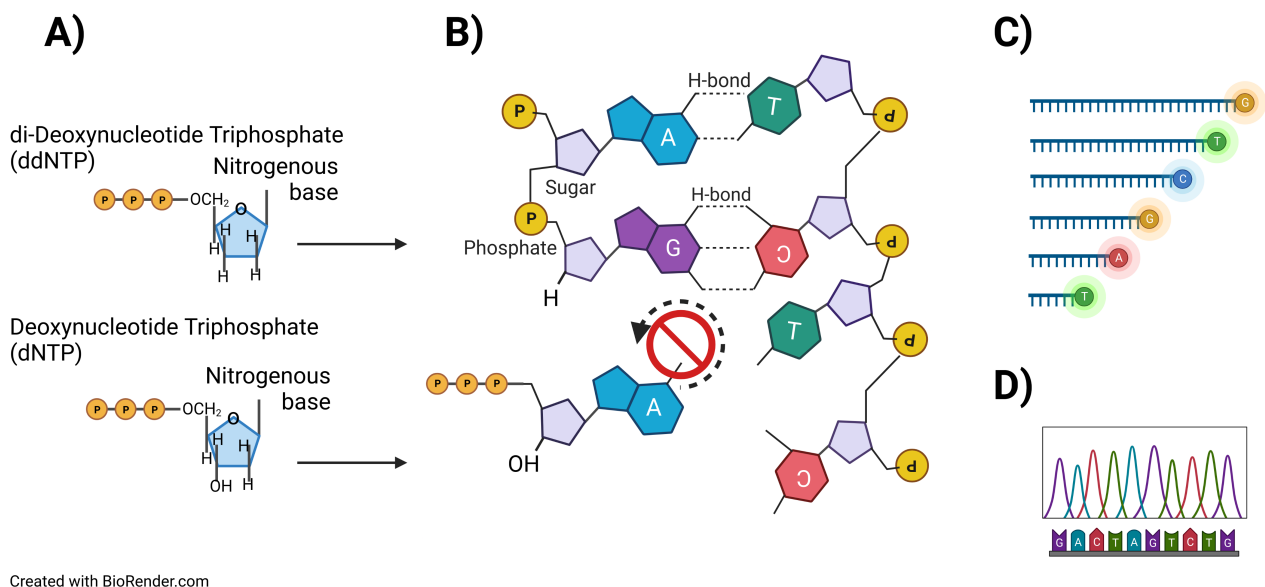 A)
di-Deoxynucleotide Triphosphate
(ddNTP)
Nitrogenous
base
P P P OCH2 O
H H
H
H H
Deoxynucleotide Triphosphate
(dNTP)
Nitrogenous
base
P P P OCH2 O
H H
H
OH H
B)
H-bond
P A T P
Sugar
H-bond
P
Phosphate
G C P
H
T P
P P P A
OH
C P
C)
G
T
C
G
A
T
D)
G A C T A G T C T G
Created with BioRender.com